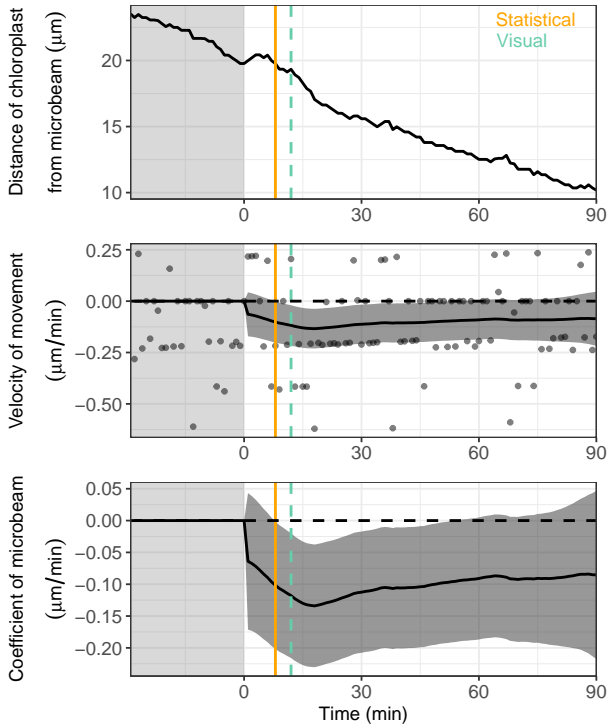 Distance of chloroplast
from microbeam (μm)
Statistical
Visual
20
15
10
0
30
60
90
Velocity of movement
(μm/min)
0.25
0.00
-0.25
-0.50
0
30
60
90
Coefficient of microbeam
(μm/min)
0.05
0.00
-0.05
-0.10
-0.15
-0.20
0
30
60
90
Time (min)